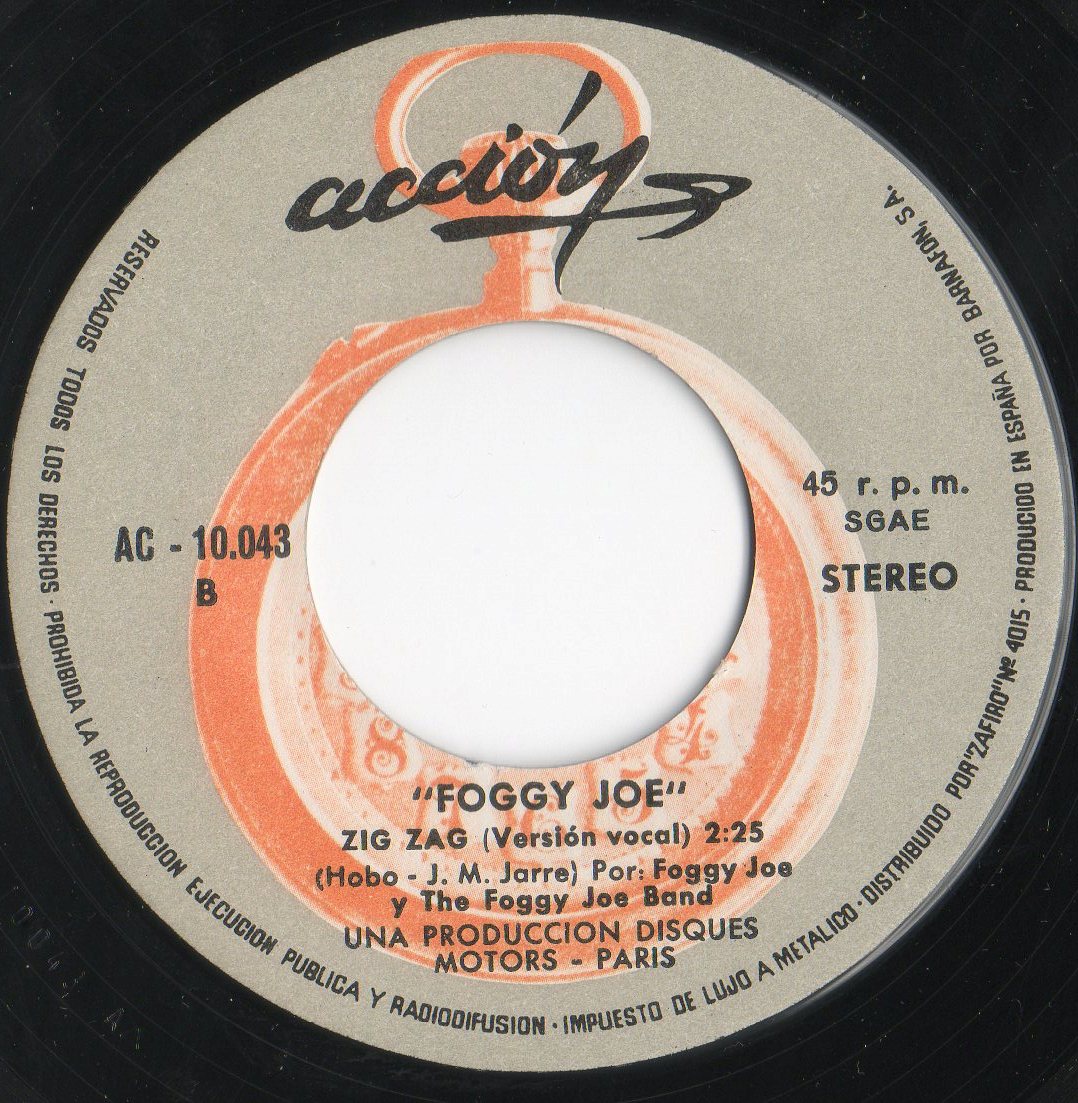 acción
AC - 10.043
B
45 r. p. m.
SGAE
STEREO
"FOGGY JOE"
ZIG ZAG (Versión vocal) 2:25
(Hobo - J. M. Jarre) Por: Foggy Joe
y The Foggy Joe Band
UNA PRODUCCION DISQUES
MOTORS - PARIS
RESERVADOS TODOS LOS DERECHOS · PROHIBIDA LA REPRODUCCION EJECUCION PUBLICA Y RADIODIFUSION · IMPUESTO DE LUJO A METALICO · DISTRIBUIDO POR "ZAFIRO" Nº 4015 · PRODUCIDO EN ESPAÑA POR BARNAFON, S.A.